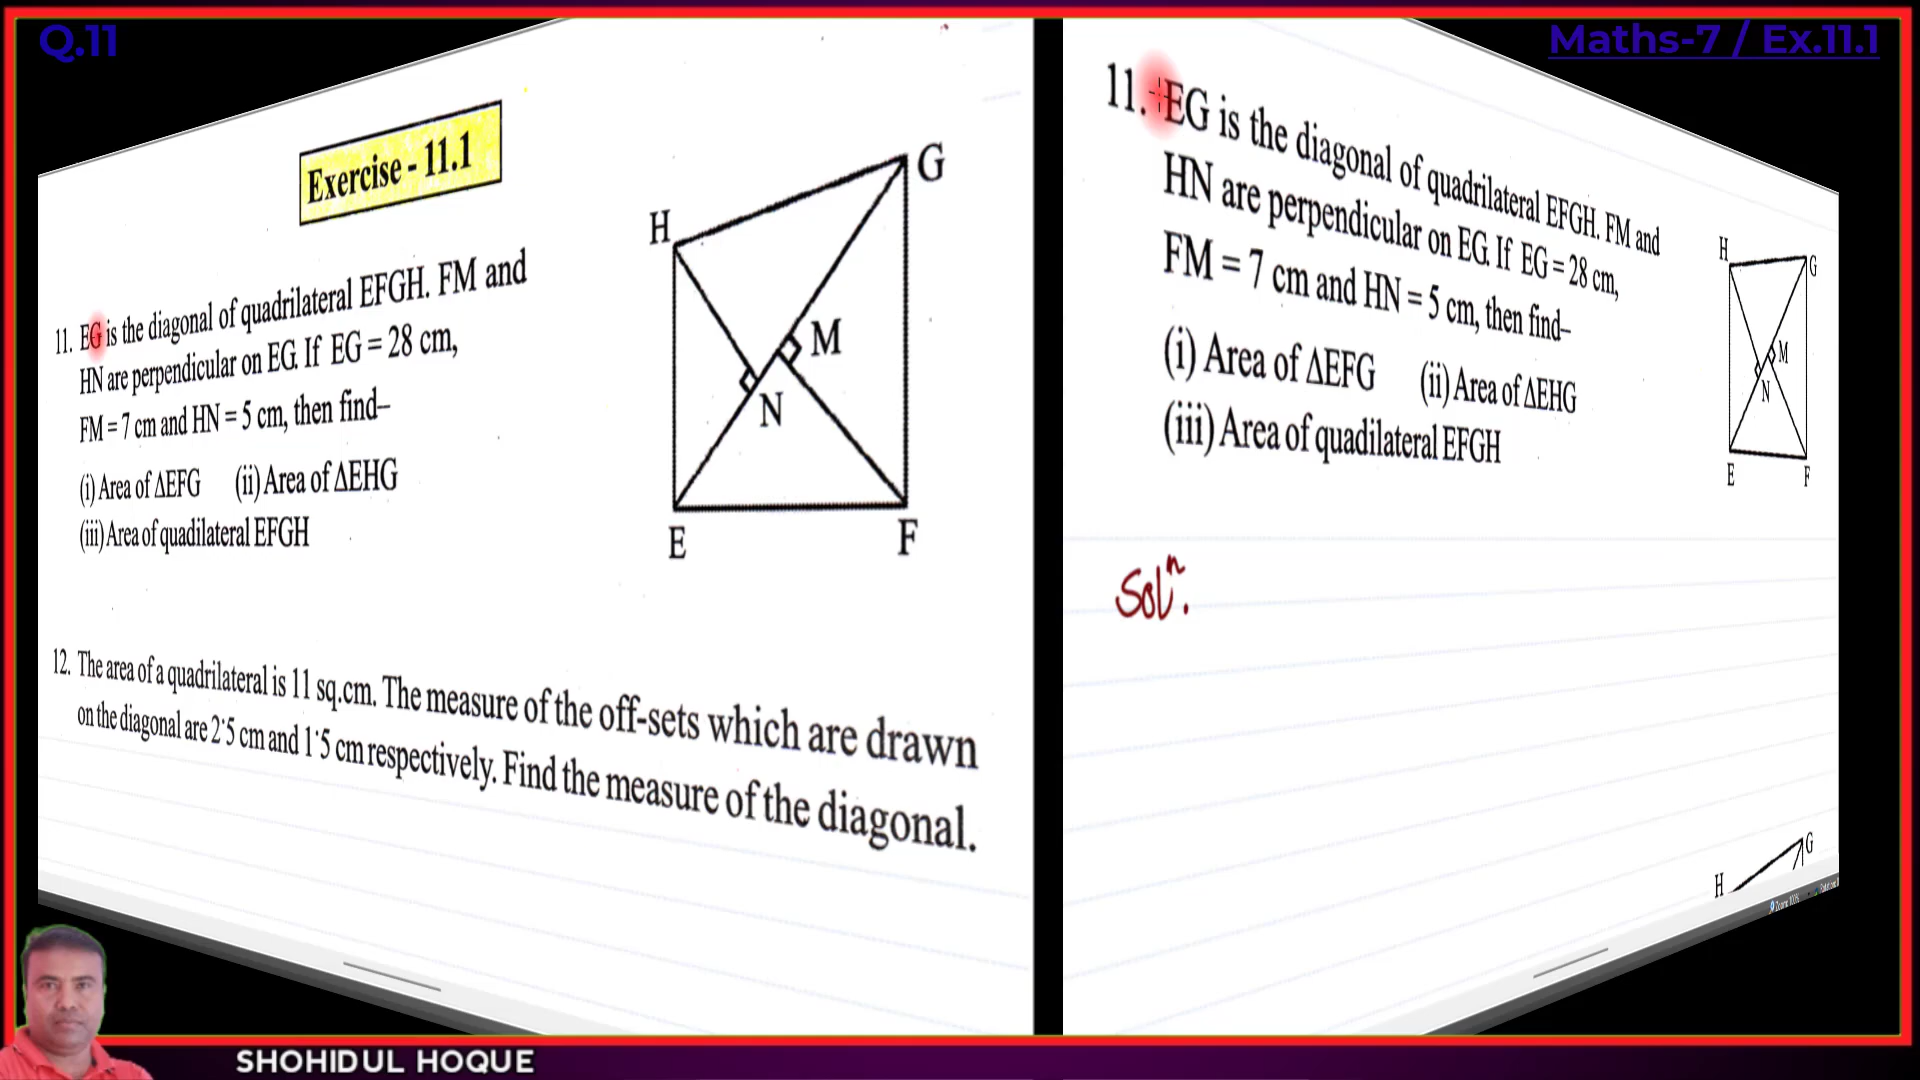 Q.11
Maths-7 / Ex.11.1
Exercise - 11.1
11. EG is the diagonal of quadrilateral EFGH. FM and
HN are perpendicular on EG. If EG = 28 cm,
FM = 7 cm and HN = 5 cm, then find–
(i) Area of ΔEFG (ii) Area of ΔEHG
(iii) Area of quadilateral EFGH
H
G
M
N
E
F
12. The area of a quadrilateral is 11 sq.cm. The measure of the off-sets which are drawn
on the diagonal are 2·5 cm and 1·5 cm respectively. Find the measure of the diagonal.
11. EG is the diagonal of quadrilateral EFGH. FM and
HN are perpendicular on EG. If EG = 28 cm,
FM = 7 cm and HN = 5 cm, then find–
(i) Area of ΔEFG (ii) Area of ΔEHG
(iii) Area of quadilateral EFGH
H
G
M
N
E
F
Solⁿ.
G
H
Zoom: 100%
SHOHIDUL HOQUE